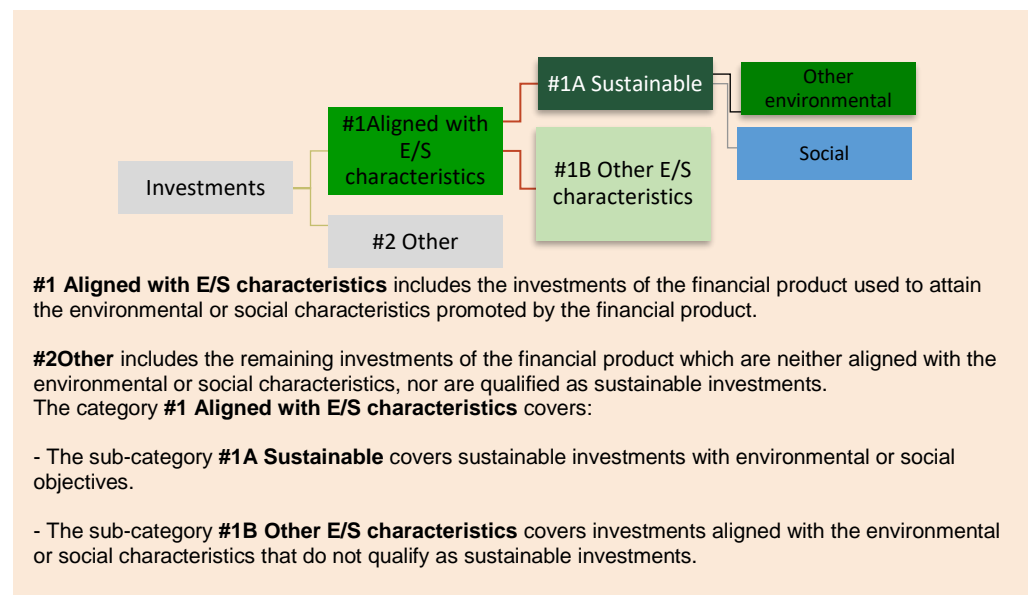 #1A Sustainable
Other
environmental
#1Aligned with
E/S
characteristics
Social
#1B Other E/S
characteristics
Investments
#2 Other
#1 Aligned with E/S characteristics includes the investments of the financial product used to attain
the environmental or social characteristics promoted by the financial product.
#2Other includes the remaining investments of the financial product which are neither aligned with the
environmental or social characteristics, nor are qualified as sustainable investments.
The category #1 Aligned with E/S characteristics covers:
- The sub-category #1A Sustainable covers sustainable investments with environmental or social
objectives.
- The sub-category #1B Other E/S characteristics covers investments aligned with the environmental
or social characteristics that do not qualify as sustainable investments.